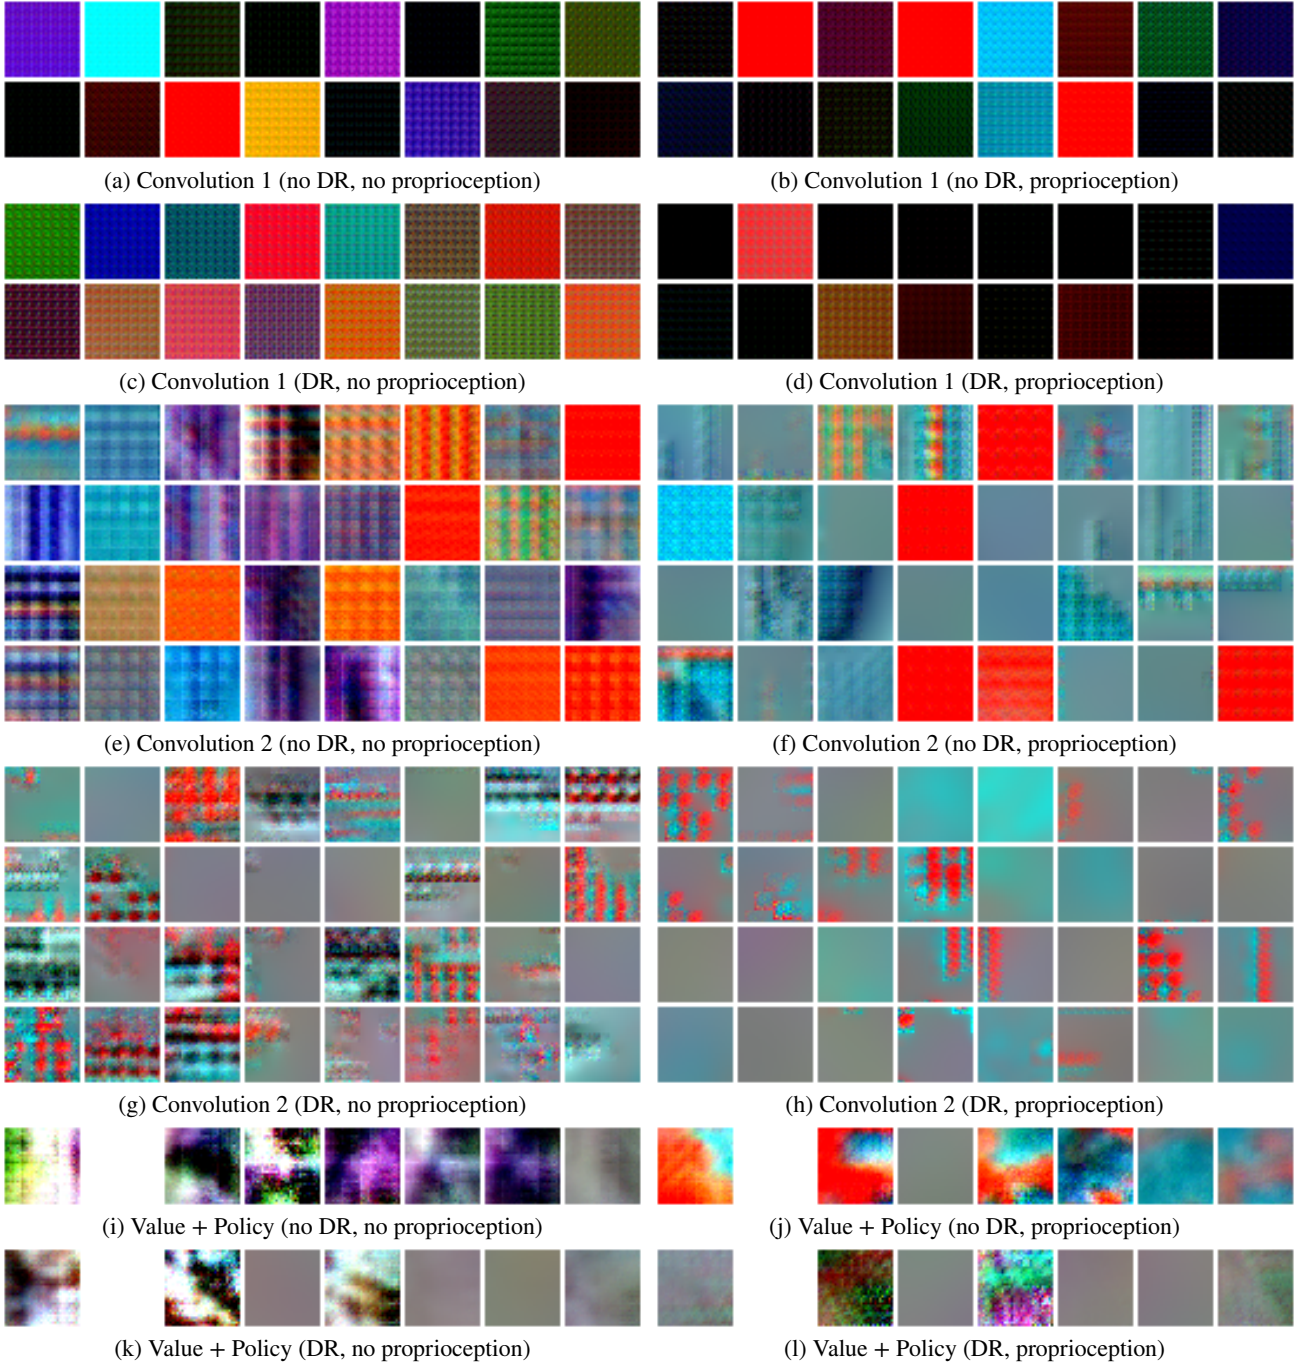 (a) Convolution 1 (no DR, no proprioception)
(b) Convolution 1 (no DR, proprioception)
(c) Convolution 1 (DR, no proprioception)
(d) Convolution 1 (DR, proprioception)
(e) Convolution 2 (no DR, no proprioception)
(f) Convolution 2 (no DR, proprioception)
(g) Convolution 2 (DR, no proprioception)
(h) Convolution 2 (DR, proprioception)
(i) Value + Policy (no DR, no proprioception)
(j) Value + Policy (no DR, proprioception)
(k) Value + Policy (DR, no proprioception)
(l) Value + Policy (DR, proprioception)